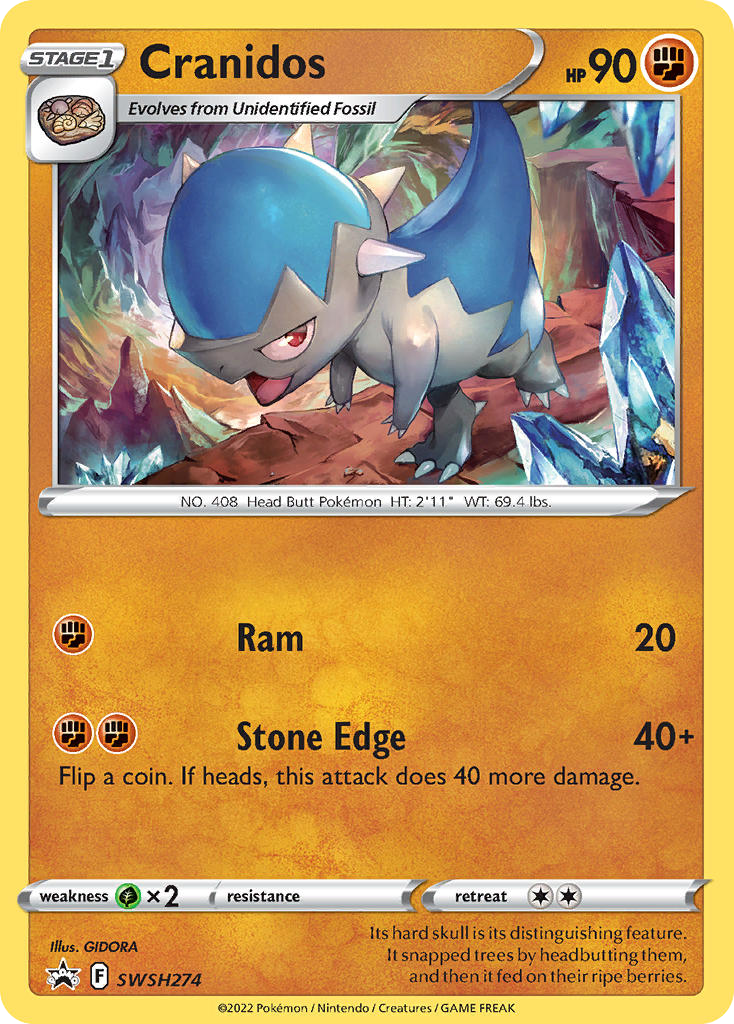 STAGE1
Cranidos
HP 90
Evolves from Unidentified Fossil
NO. 408 Head Butt Pokémon HT: 2'11" WT: 69.4 lbs.
Ram 20
Stone Edge 40+
Flip a coin. If heads, this attack does 40 more damage.
weakness ×2 resistance retreat
Its hard skull is its distinguishing feature.
It snapped trees by headbutting them,
and then it fed on their ripe berries.
Illus. GIDORA
F SWSH274
©2022 Pokémon / Nintendo / Creatures / GAME FREAK